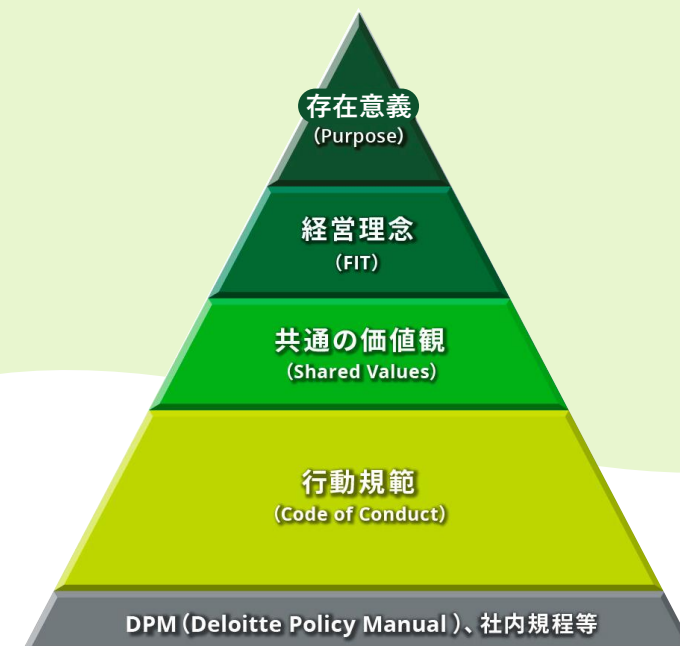 存在意義
（Purpose）
経営理念
（FIT）
共通の価値観
（Shared Values）
行動規範
（Code of Conduct）
DPM（Deloitte Policy Manual ）、社内規程等